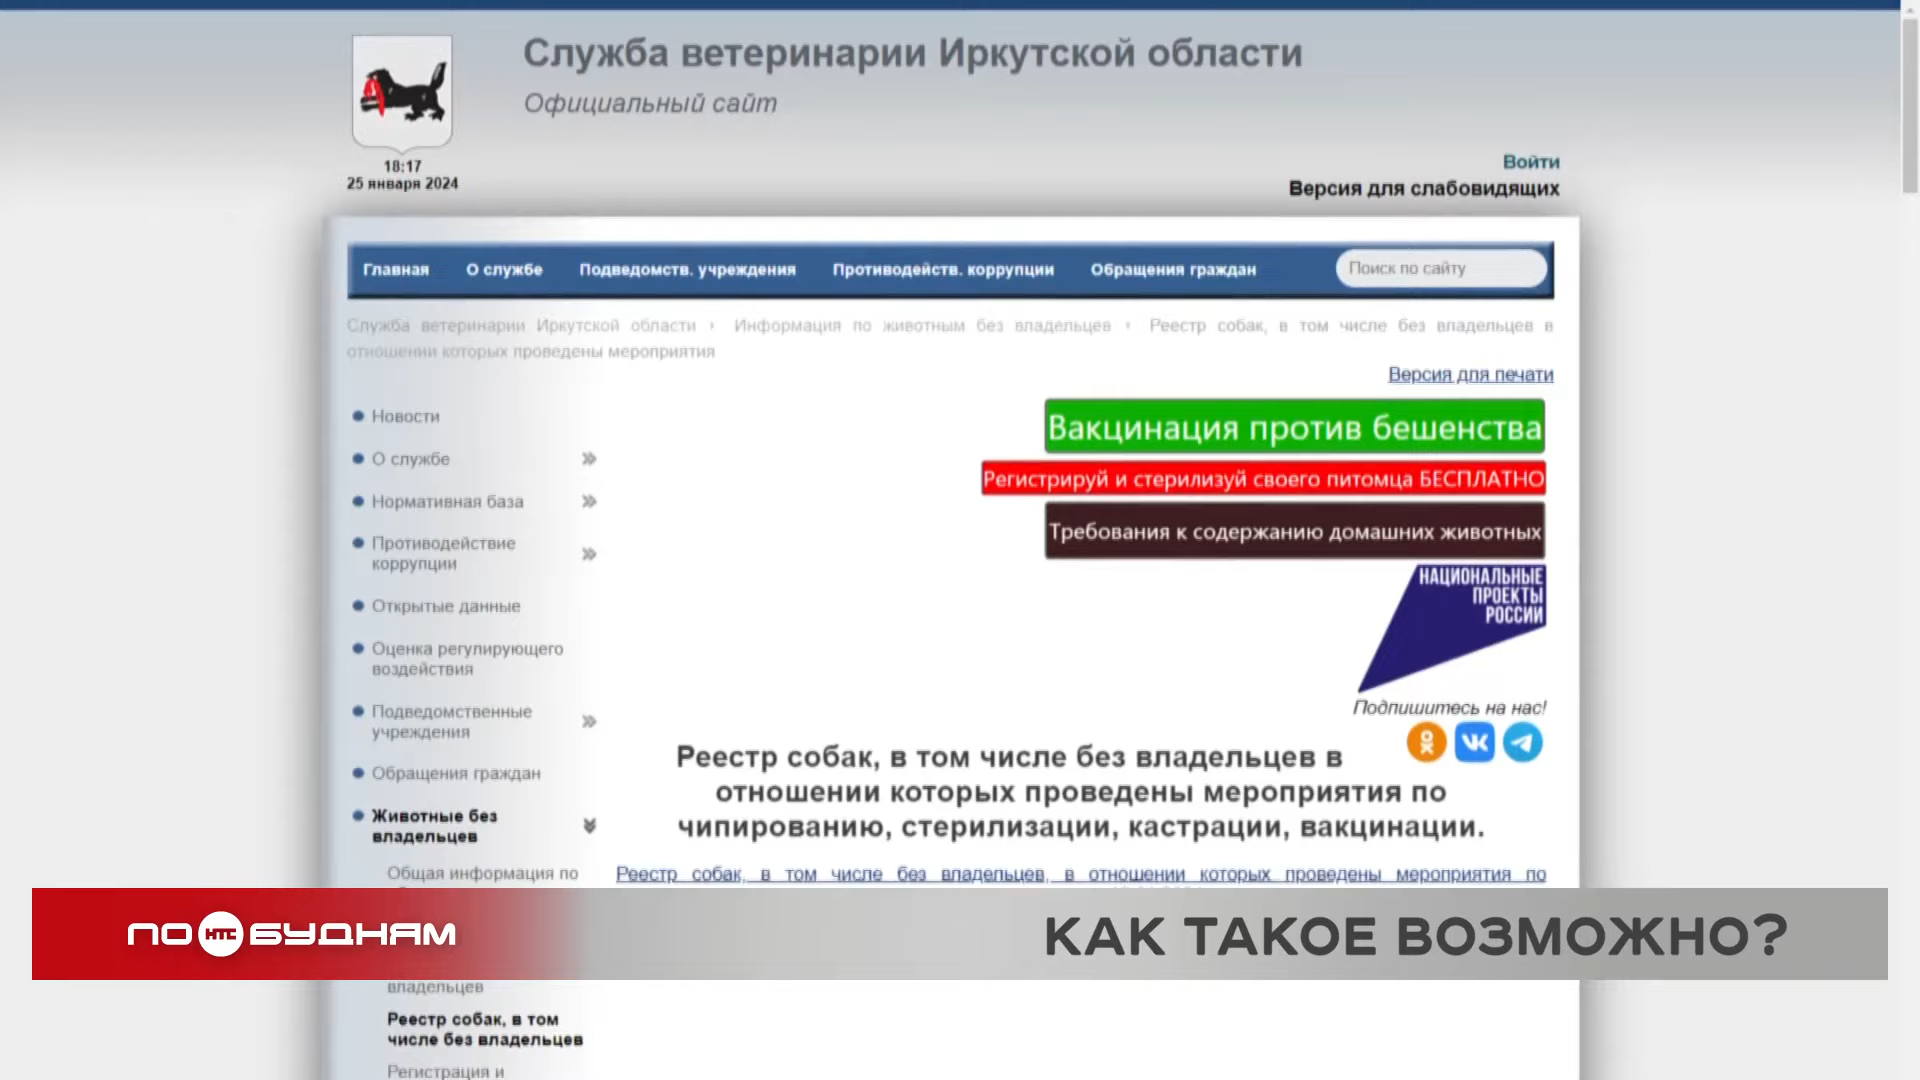 Служба ветеринарии Иркутской области
Официальный сайт
18:17
25 января 2024
Войти
Версия для слабовидящих
Главная О службе Подведомств. учреждения Противодейств. коррупции Обращения граждан Поиск по сайту
Служба ветеринарии Иркутской области › Информация по животным без владельцев › Реестр собак, в том числе без владельцев в
отношении которых проведены мероприятия
Версия для печати
Вакцинация против бешенства
Регистрируй и стерилизуй своего питомца БЕСПЛАТНО
Требования к содержанию домашних животных
НАЦИОНАЛЬНЫЕ
ПРОЕКТЫ
РОССИИ
Подпишитесь на нас!
Новости
О службе
Нормативная база
Противодействие
коррупции
Открытые данные
Оценка регулирующего
воздействия
Подведомственные
учреждения
Обращения граждан
Животные без
владельцев
Общая информация по
владельцев
Реестр собак, в том
числе без владельцев
Регистрация и
Реестр собак, в том числе без владельцев в
отношении которых проведены мероприятия по
чипированию, стерилизации, кастрации, вакцинации.
Реестр собак, в том числе без владельцев, в отношении которых проведены мероприятия по
ПО НТС БУДНЯМ
КАК ТАКОЕ ВОЗМОЖНО?